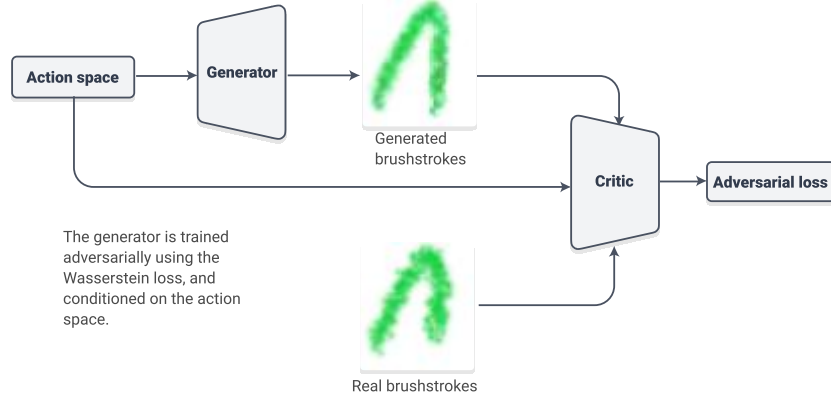 Action space
Generator
Generated
brushstrokes
Critic
Adversarial loss
The generator is trained
adversarially using the
Wasserstein loss, and
conditioned on the action
space.
Real brushstrokes